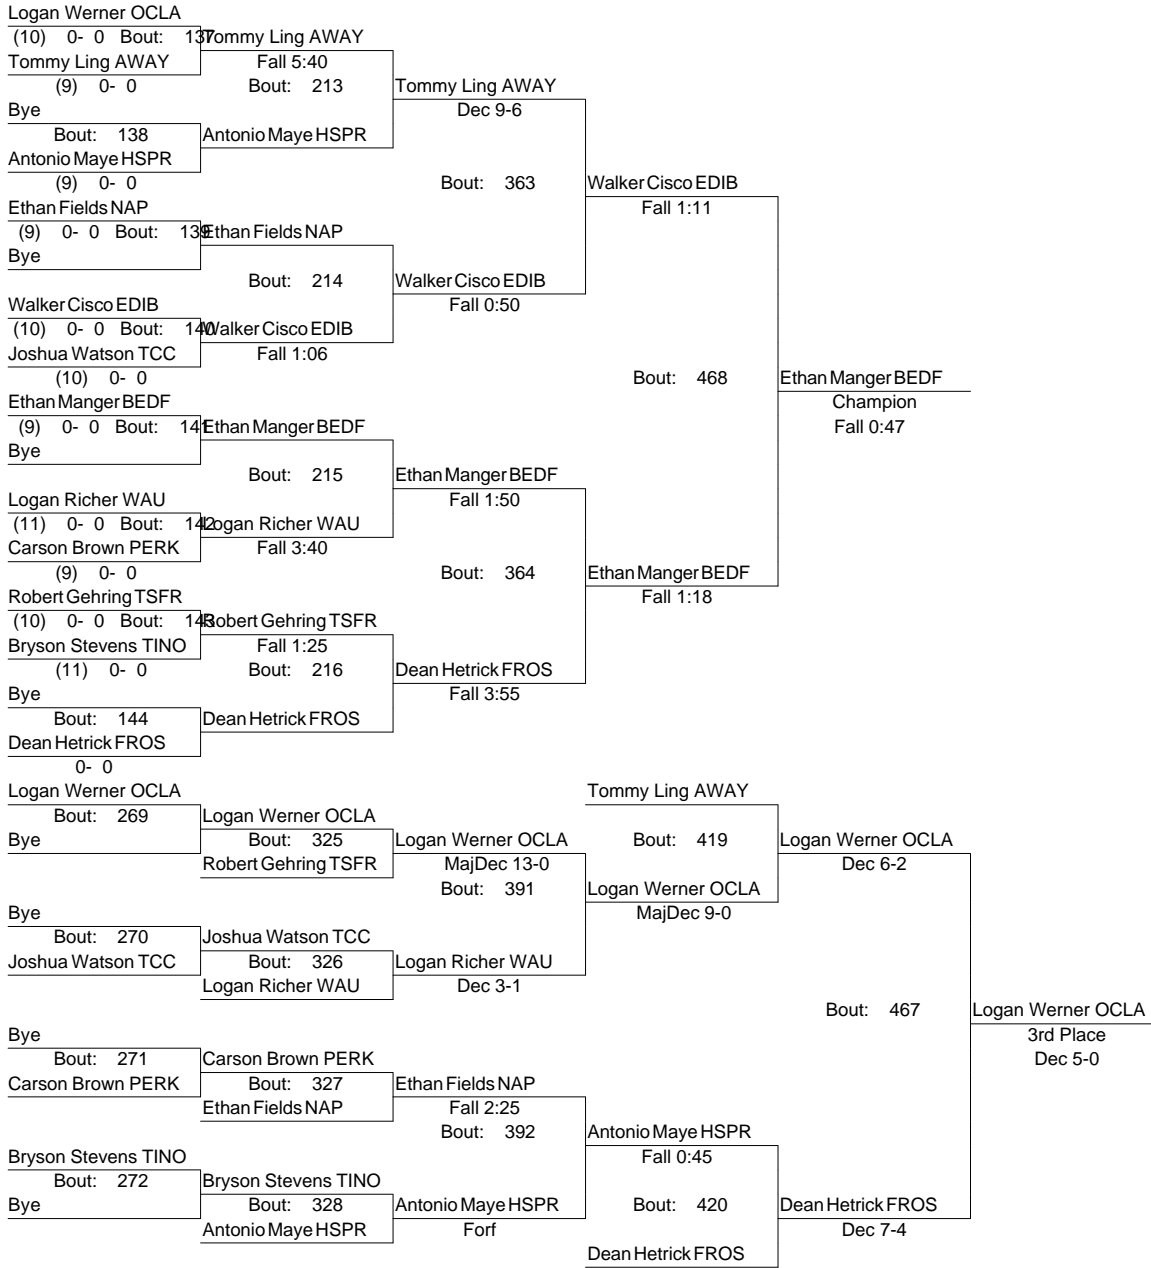 Logan Werner OCLA
(10) 0- 0 Bout: 137
Tommy Ling AWAY
Tommy Ling AWAY
Fall 5:40
(9) 0- 0
Bout: 213
Tommy Ling AWAY
Bye
Dec 9-6
Bout: 138
Antonio Maye HSPR
Antonio Maye HSPR
(9) 0- 0
Bout: 363
Walker Cisco EDIB
Ethan Fields NAP
Fall 1:11
(9) 0- 0 Bout: 139
Ethan Fields NAP
Bye
Bout: 214
Walker Cisco EDIB
Walker Cisco EDIB
Fall 0:50
(10) 0- 0 Bout: 140
Walker Cisco EDIB
Joshua Watson TCC
Fall 1:06
(10) 0- 0
Bout: 468
Ethan Manger BEDF
Ethan Manger BEDF
Champion
(9) 0- 0 Bout: 141
Ethan Manger BEDF
Fall 0:47
Bye
Bout: 215
Ethan Manger BEDF
Logan Richer WAU
Fall 1:50
(11) 0- 0 Bout: 142
Logan Richer WAU
Carson Brown PERK
Fall 3:40
(9) 0- 0
Bout: 364
Ethan Manger BEDF
Robert Gehring TSFR
Fall 1:18
(10) 0- 0 Bout: 143
Robert Gehring TSFR
Bryson Stevens TINO
Fall 1:25
(11) 0- 0
Bout: 216
Dean Hetrick FROS
Bye
Fall 3:55
Bout: 144
Dean Hetrick FROS
Dean Hetrick FROS
0- 0
Logan Werner OCLA
Tommy Ling AWAY
Bout: 269
Logan Werner OCLA
Bye
Bout: 325
Logan Werner OCLA
Bout: 419
Logan Werner OCLA
Robert Gehring TSFR
MajDec 13-0
Dec 6-2
Bout: 391
Logan Werner OCLA
Bye
MajDec 9-0
Bout: 270
Joshua Watson TCC
Joshua Watson TCC
Bout: 326
Logan Richer WAU
Logan Richer WAU
Dec 3-1
Bout: 467
Logan Werner OCLA
Bye
3rd Place
Bout: 271
Carson Brown PERK
Dec 5-0
Carson Brown PERK
Bout: 327
Ethan Fields NAP
Ethan Fields NAP
Fall 2:25
Bout: 392
Antonio Maye HSPR
Bryson Stevens TINO
Fall 0:45
Bout: 272
Bryson Stevens TINO
Bye
Bout: 328
Antonio Maye HSPR
Bout: 420
Dean Hetrick FROS
Antonio Maye HSPR
Forf
Dec 7-4
Dean Hetrick FROS